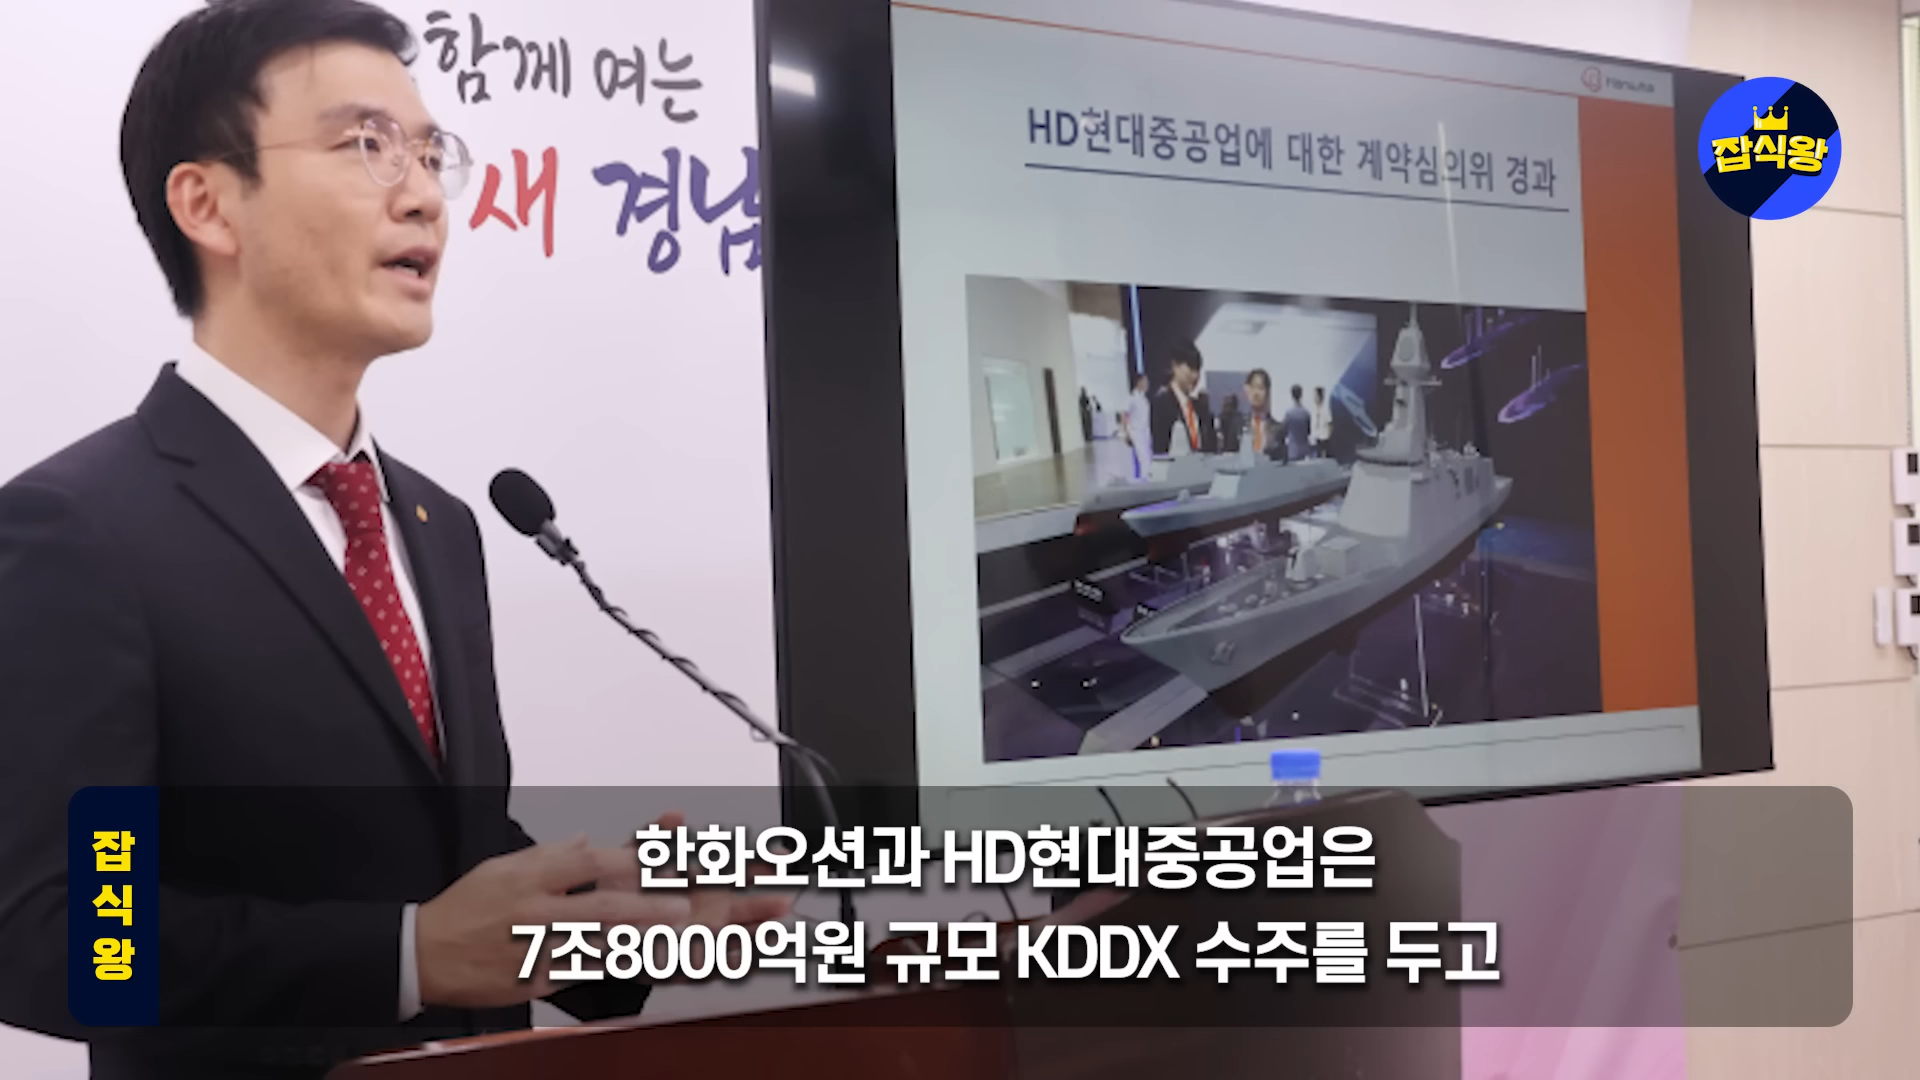 함께 여는
새 경남
Hanwha
HD현대중공업에 대한 계약심의위 경과
잡식왕
잡식왕
한화오션과 HD현대중공업은
7조8000억원 규모 KDDX 수주를 두고